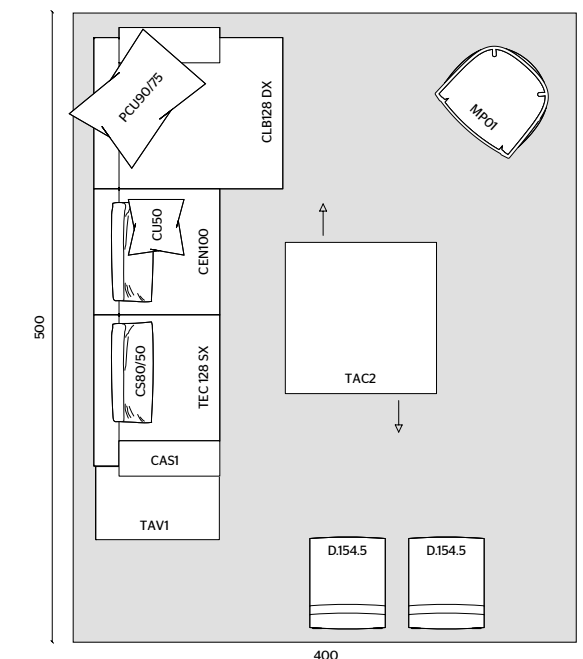 PCU90/75
CLB128 DX
MP01
CU50
CEN100
500
CS80/50
TEC 128 SX
TAC2
CAS1
TAV1
D.154.5
D.154.5
400